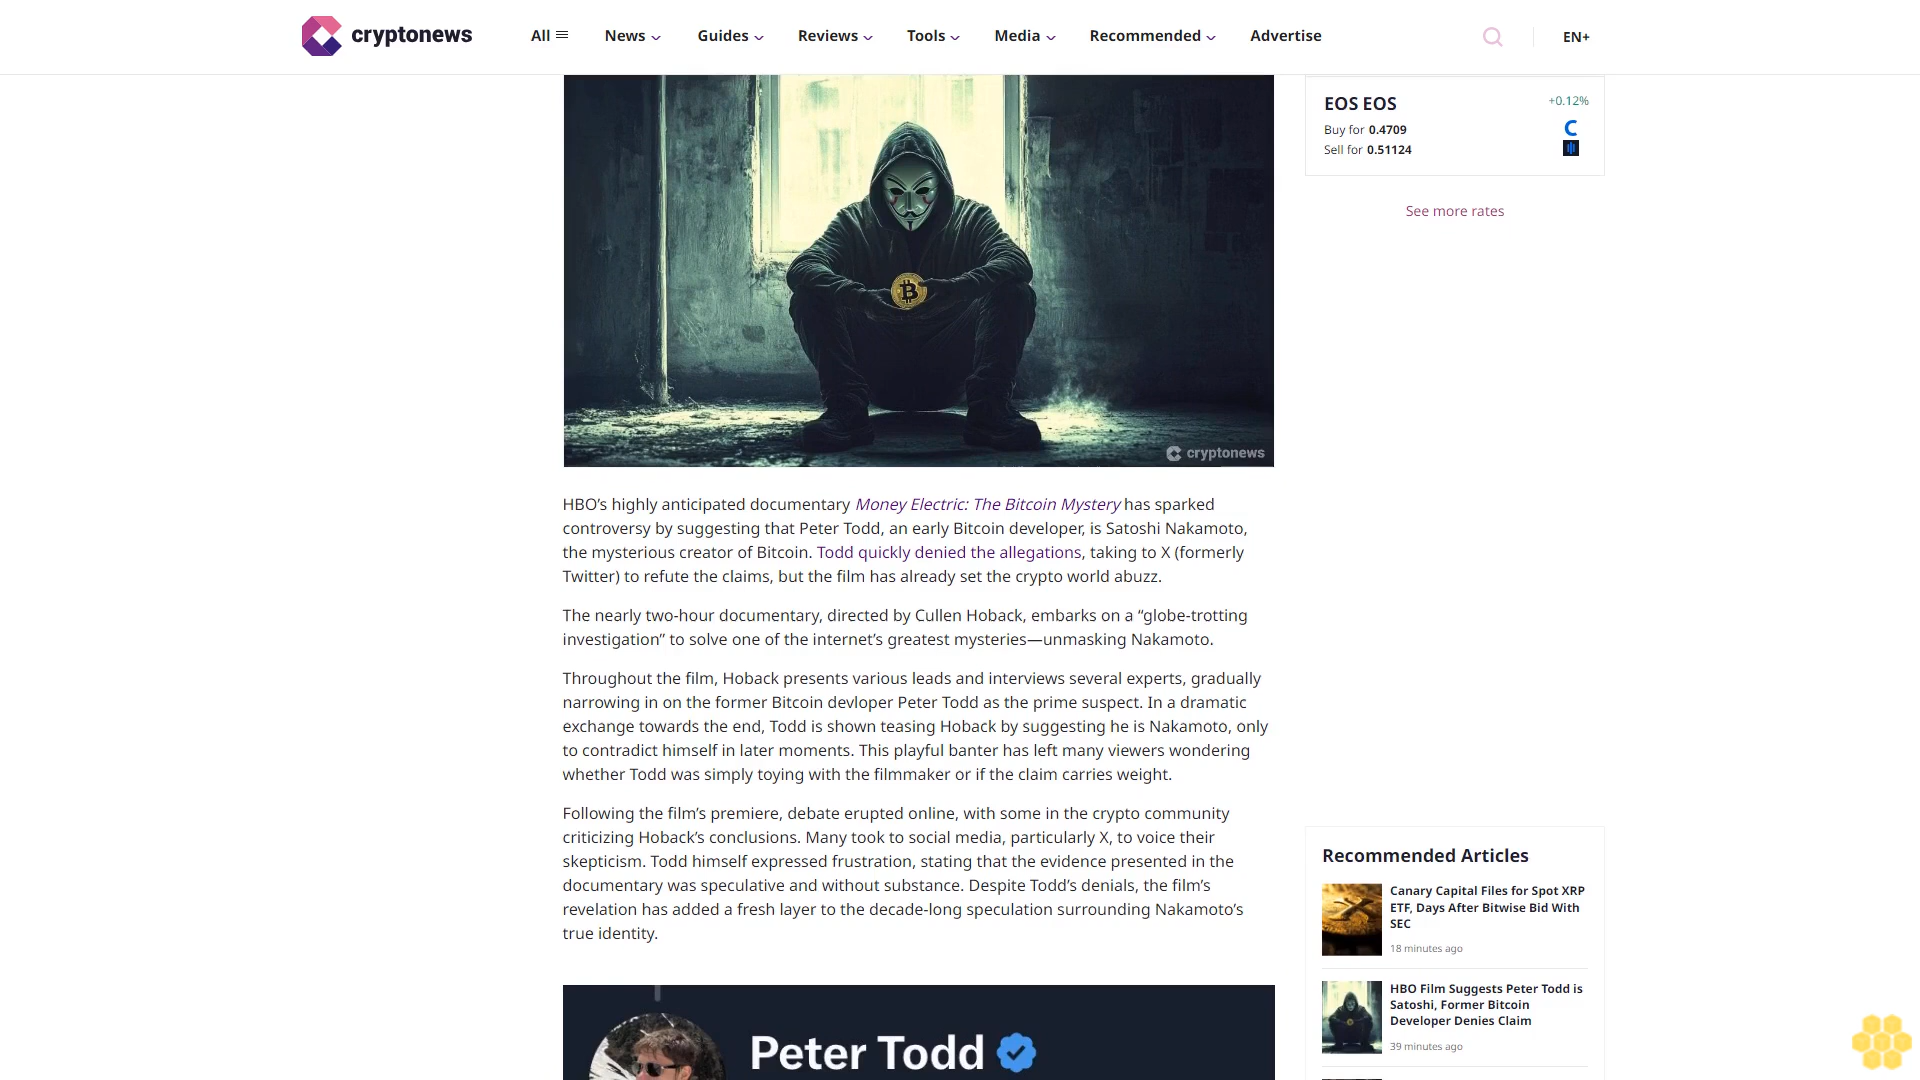 cryptonews
All
News
Guides
Reviews
Tools
Media
Recommended
Advertise
EN+
cryptonews
HBO’s highly anticipated documentary Money Electric: The Bitcoin Mystery has sparked
controversy by suggesting that Peter Todd, an early Bitcoin developer, is Satoshi Nakamoto,
the mysterious creator of Bitcoin. Todd quickly denied the allegations, taking to X (formerly
Twitter) to refute the claims, but the film has already set the crypto world abuzz.
The nearly two-hour documentary, directed by Cullen Hoback, embarks on a “globe-trotting
investigation” to solve one of the internet’s greatest mysteries—unmasking Nakamoto.
Throughout the film, Hoback presents various leads and interviews several experts, gradually
narrowing in on the former Bitcoin devloper Peter Todd as the prime suspect. In a dramatic
exchange towards the end, Todd is shown teasing Hoback by suggesting he is Nakamoto, only
to contradict himself in later moments. This playful banter has left many viewers wondering
whether Todd was simply toying with the filmmaker or if the claim carries weight.
Following the film’s premiere, debate erupted online, with some in the crypto community
criticizing Hoback’s conclusions. Many took to social media, particularly X, to voice their
skepticism. Todd himself expressed frustration, stating that the evidence presented in the
documentary was speculative and without substance. Despite Todd’s denials, the film’s
revelation has added a fresh layer to the decade-long speculation surrounding Nakamoto’s
true identity.
Peter Todd
EOS EOS
+0.12%
Buy for 0.4709
Sell for 0.51124
See more rates
Recommended Articles
Canary Capital Files for Spot XRP
ETF, Days After Bitwise Bid With
SEC
18 minutes ago
HBO Film Suggests Peter Todd is
Satoshi, Former Bitcoin
Developer Denies Claim
39 minutes ago